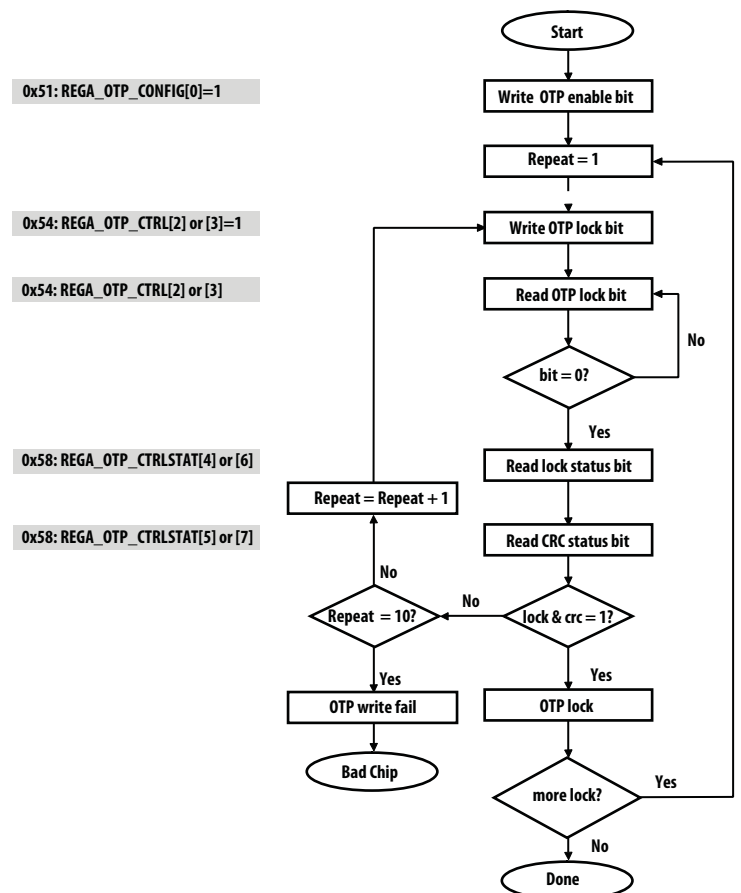 Start
0x51: REGA_OTP_CONFIG[0]=1
Write OTP enable bit
Repeat = 1
0x54: REGA_OTP_CTRL[2] or [3]=1
Write OTP lock bit
0x54: REGA_OTP_CTRL[2] or [3]
Read OTP lock bit
No
bit = 0?
Yes
0x58: REGA_OTP_CTRLSTAT[4] or [6]
Read lock status bit
Repeat = Repeat + 1
0x58: REGA_OTP_CTRLSTAT[5] or [7]
Read CRC status bit
No
Repeat = 10?
No
lock & crc = 1?
Yes
Yes
OTP write fail
OTP lock
Bad Chip
more lock?
Yes
No
Done